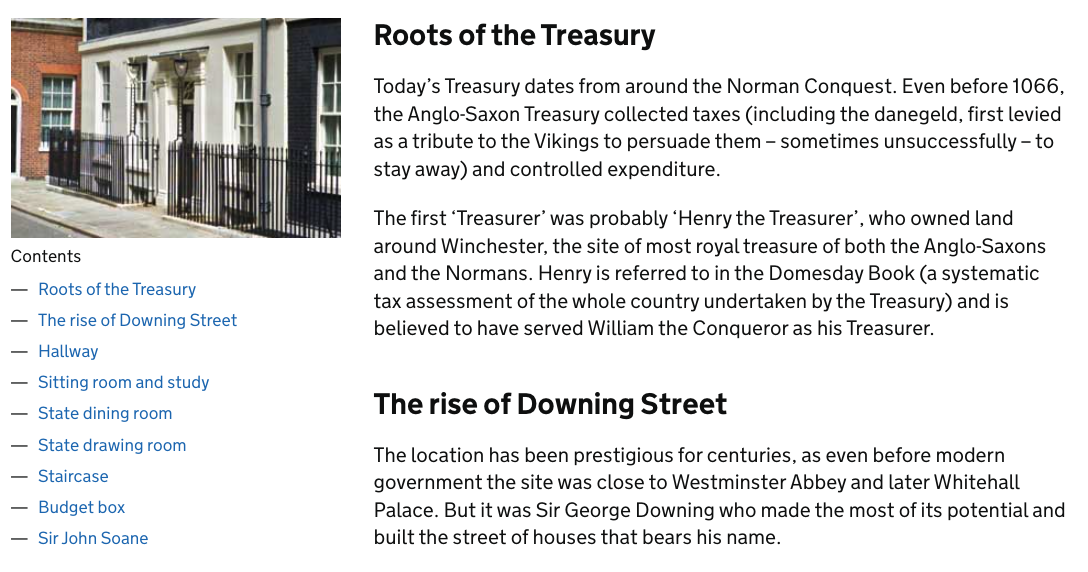 Contents
— Roots of the Treasury
— The rise of Downing Street
— Hallway
— Sitting room and study
— State dining room
— State drawing room
— Staircase
— Budget box
— Sir John Soane
Roots of the Treasury
Today’s Treasury dates from around the Norman Conquest. Even before 1066,
the Anglo-Saxon Treasury collected taxes (including the danegeld, first levied
as a tribute to the Vikings to persuade them – sometimes unsuccessfully – to
stay away) and controlled expenditure.
The first ‘Treasurer’ was probably ‘Henry the Treasurer’, who owned land
around Winchester, the site of most royal treasure of both the Anglo-Saxons
and the Normans. Henry is referred to in the Domesday Book (a systematic
tax assessment of the whole country undertaken by the Treasury) and is
believed to have served William the Conqueror as his Treasurer.
The rise of Downing Street
The location has been prestigious for centuries, as even before modern
government the site was close to Westminster Abbey and later Whitehall
Palace. But it was Sir George Downing who made the most of its potential and
built the street of houses that bears his name.